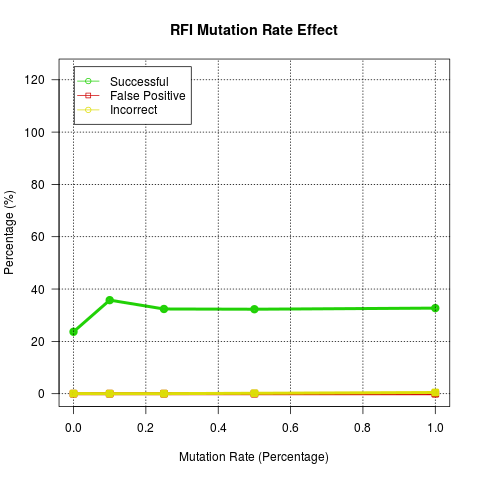 RFI Mutation Rate Effect
Successful
False Positive
Incorrect
120
100
80
60
40
20
0
Percentage (%)
0.0 0.2 0.4 0.6 0.8 1.0
Mutation Rate (Percentage)